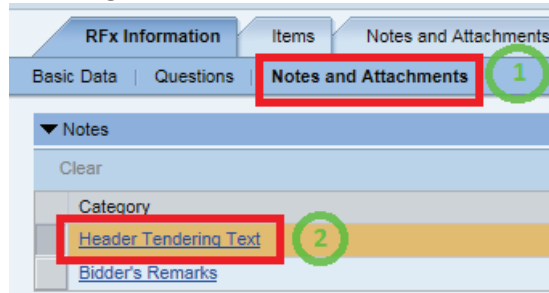 RFx Information Items Notes and Attachments
Basic Data | Questions | Notes and Attachments 1
Notes
Clear
Category
Header Tendering Text 2
Bidder's Remarks